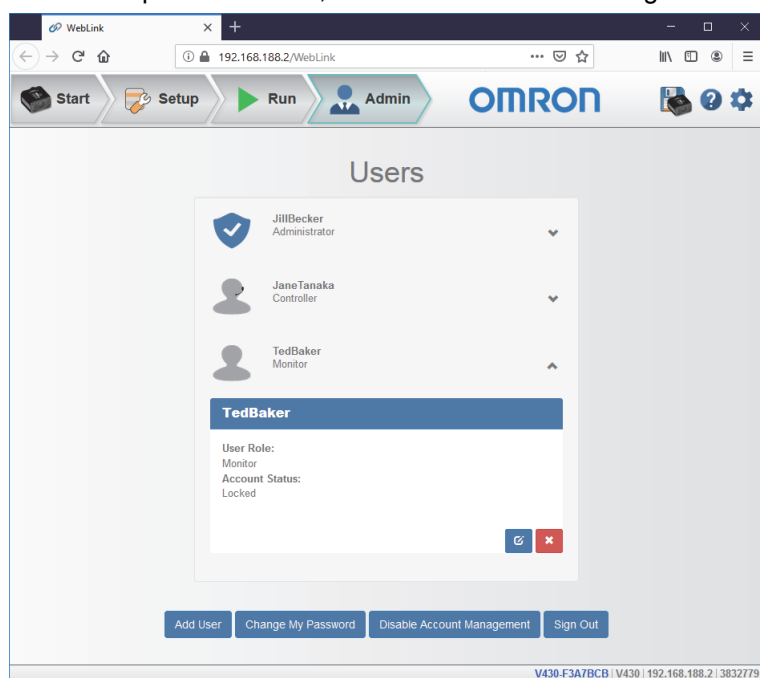 WebLink
192.168.188.2/WebLink
Start
Setup
Run
Admin
OMRON
Users
JillBecker
Administrator
JaneTanaka
Controller
TedBaker
Monitor
TedBaker
User Role:
Monitor
Account Status:
Locked
Add User
Change My Password
Disable Account Management
Sign Out
V430-F3A7BCB | V430 | 192.168.188.2 | 3832779